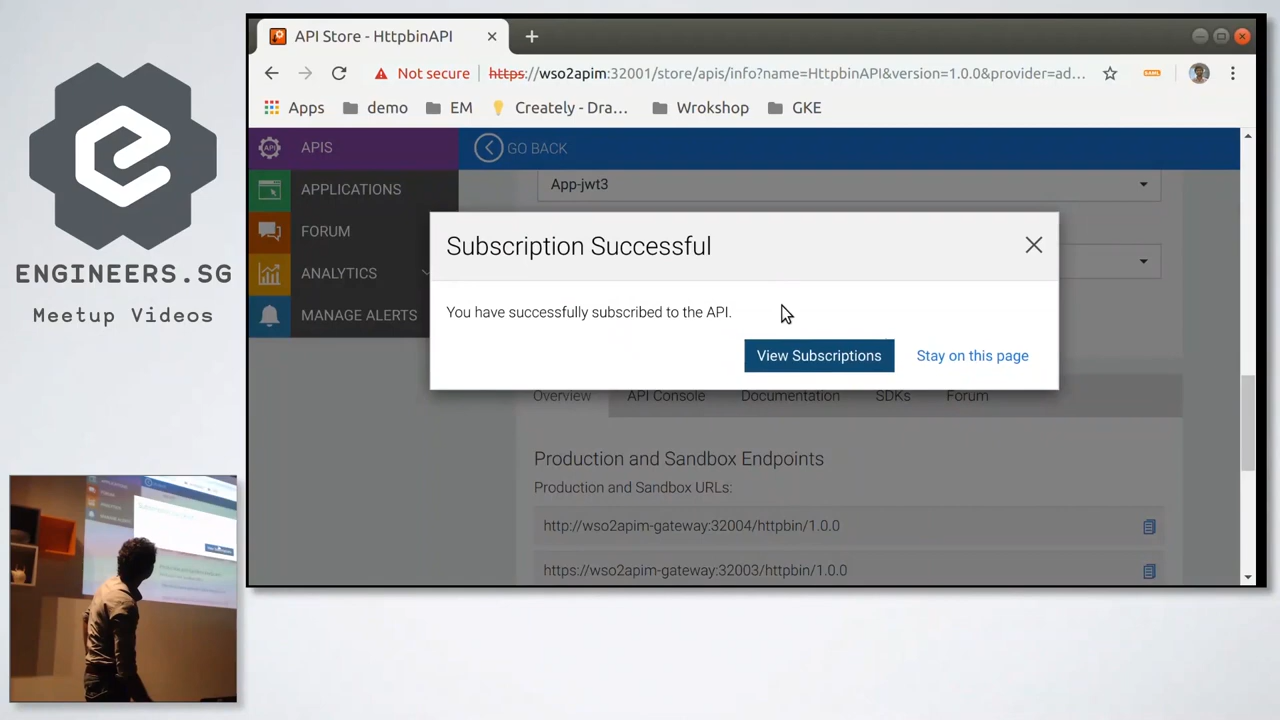 API Store - HttpbinAPI
Not secure
https://wso2apim:32001/store/apis/info?name=HttpbinAPI&version=1.0.0&provider=ad...
Apps
demo
EM
Creately - Dra...
Wrokshop
GKE
API
APIS
GO BACK
APPLICATIONS
App-jwt3
FORUM
ANALYTICS
MANAGE ALERTS
Subscription Successful
You have successfully subscribed to the API.
View Subscriptions
Stay on this page
Overview
API Console
Documentation
SDKs
Forum
Production and Sandbox Endpoints
Production and Sandbox URLs:
http://wso2apim-gateway:32004/httpbin/1.0.0
https://wso2apim-gateway:32003/httpbin/1.0.0
ENGINEERS.SG
Meetup Videos